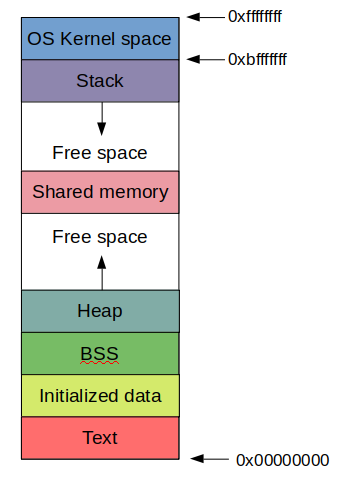 0xffffffff
OS Kernel space
0xbfffffff
Stack
Free space
Shared memory
Free space
Heap
BSS
Initialized data
Text
0x00000000